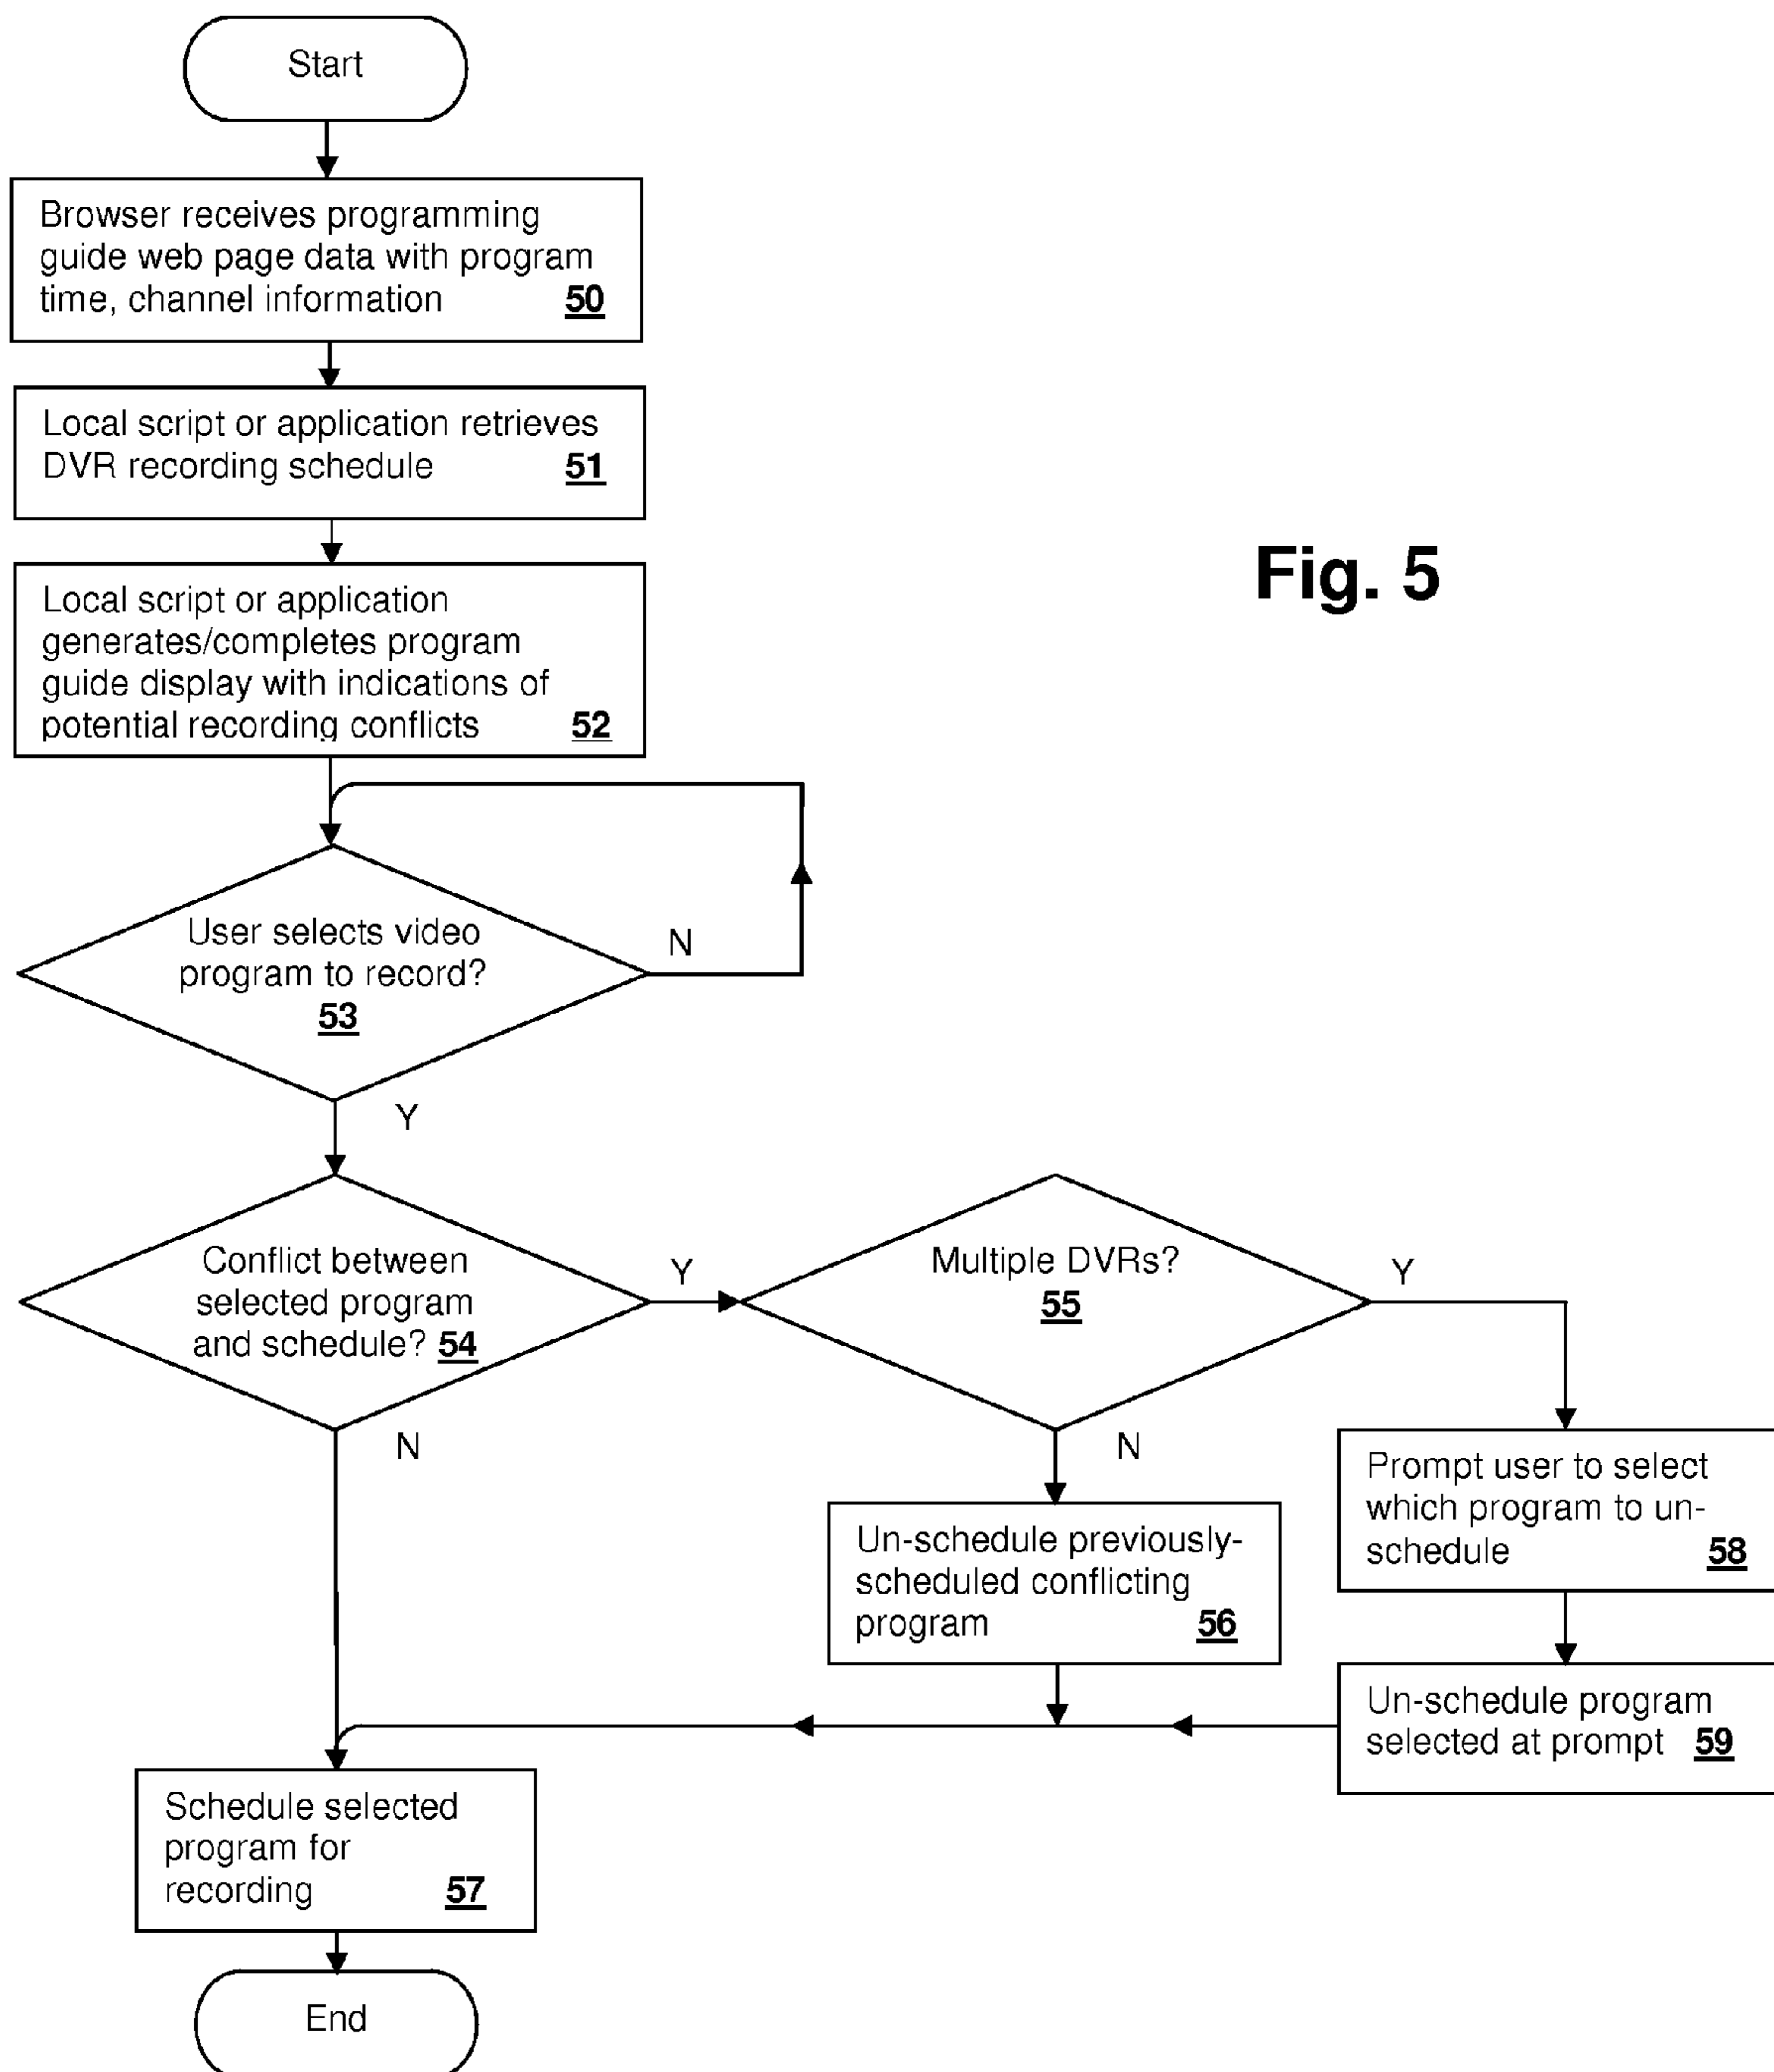 Start
Browser receives programming
guide web page data with program
time, channel information 50
Local script or application retrieves
DVR recording schedule 51
Local script or application
generates/completes program
guide display with indications of
potential recording conflicts 52
Fig. 5
User selects video
program to record?
53
N
Y
Conflict between
selected program
and schedule? 54
Y
N
Multiple DVRs?
55
Y
N
Prompt user to select
which program to un-
schedule 58
Un-schedule previously-
scheduled conflicting
program 56
Un-schedule program
selected at prompt 59
Schedule selected
program for
recording 57
End